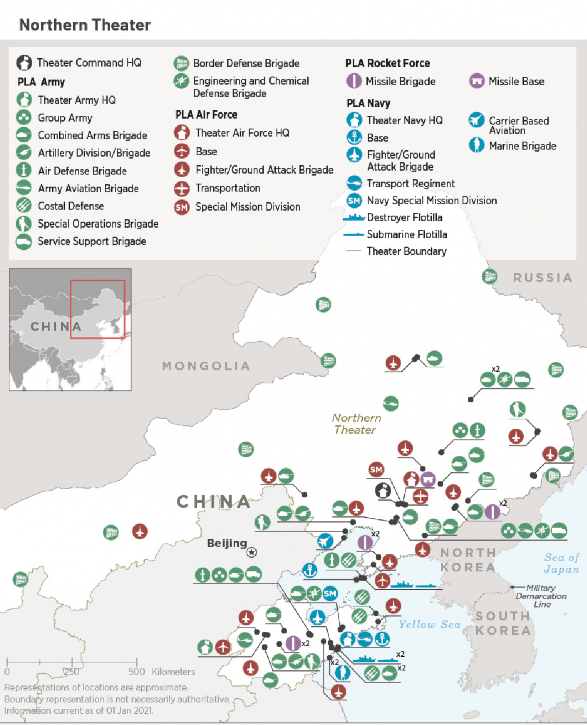 Northern Theater
Theater Command HQ
PLA Army
Theater Army HQ
Group Army
Combined Arms Brigade
Artillery Division/Brigade
Air Defense Brigade
Army Aviation Brigade
Costal Defense
Special Operations Brigade
Service Support Brigade
Border Defense Brigade
Engineering and Chemical
Defense Brigade
PLA Air Force
Theater Air Force HQ
Base
Fighter/Ground Attack Brigade
Transportation
SM Special Mission Division
PLA Rocket Force
Missile Brigade
Missile Base
PLA Navy
Theater Navy HQ
Base
Fighter/Ground
Attack Brigade
Transport Regiment
SM Navy Special Mission Division
Destroyer Flotilla
Submarine Flotilla
Theater Boundary
Carrier Based
Aviation
Marine Brigade
CHINA
RUSSIA
MONGOLIA
x2
Northern
Theater
SM
CHINA
x2
Beijing
x2
NORTH
KOREA
Sea of
Japan
Military
Demarcation
Line
SM
SOUTH
KOREA
Yellow Sea
x2
x2
x2
x2
0 250 500 Kilometers
Representations of locations are approximate.
Boundary representation is not necessarily authoritative.
Information current as of 01 Jan 2021.